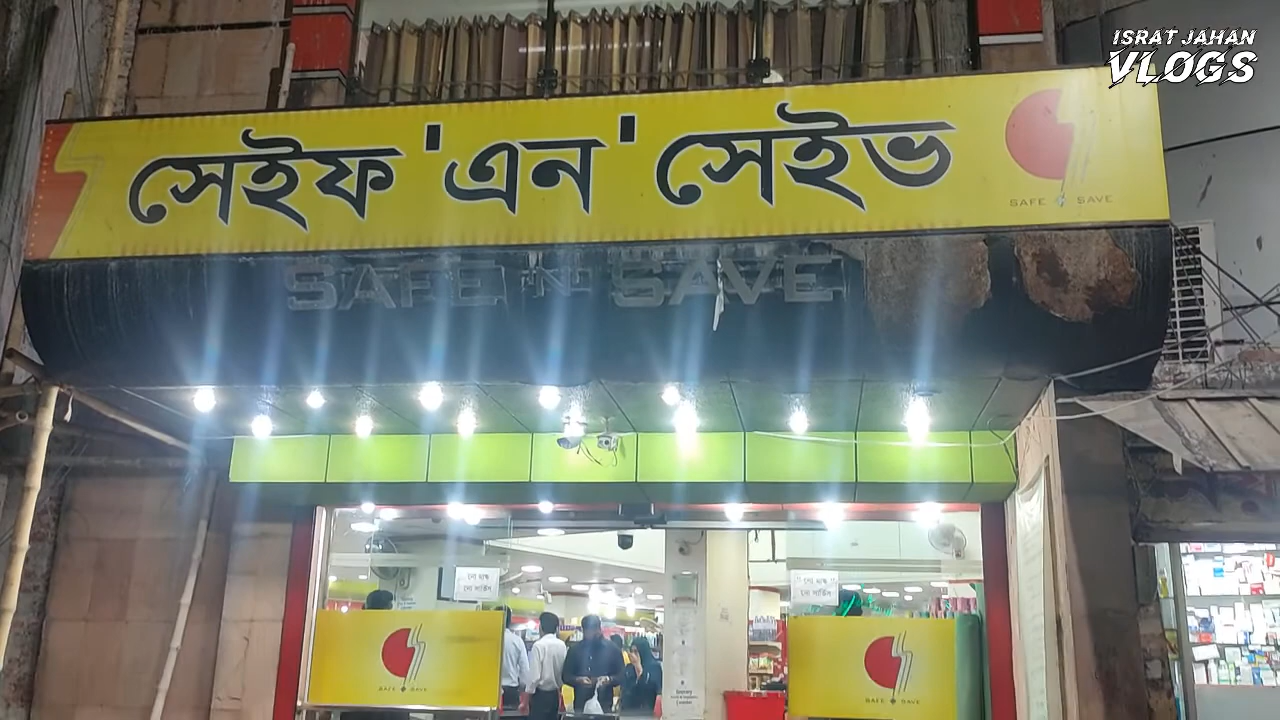 ISRAT JAHAN
VLOGS
সেইফ 'এন' সেইভ
SAFE SAVE
SAFE 'N' SAVE
নো মাস্ক
নো সার্ভিস
নো মাস্ক
নো সার্ভিস
SAFE SAVE
SAFE SAVE